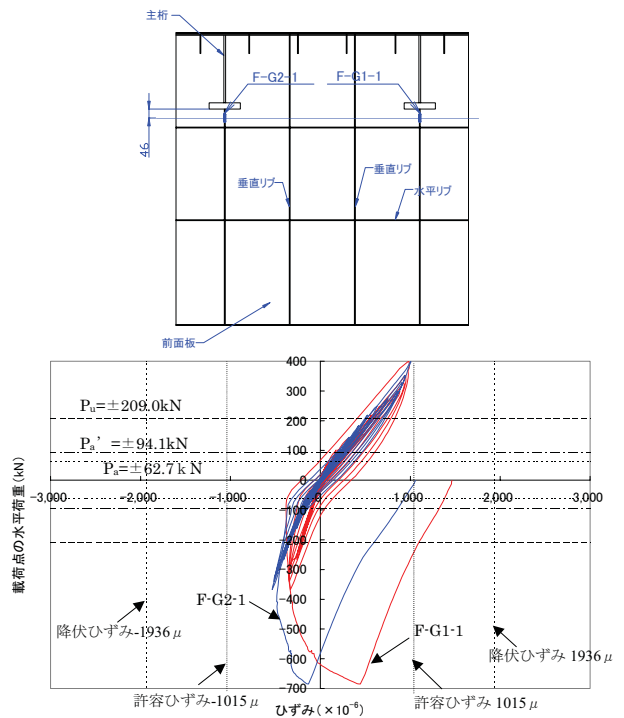 主桁
F-G2-1
F-G1-1
46
垂直リブ
垂直リブ
水平リブ
前面板
載荷点の水平荷重(kN)
400
300
200
100
0
-100
-200
-300
-400
-500
-600
-700
-3,000
-2,000
-1,000
0
1,000
2,000
3,000
Pu=±209.0kN
Pa'=±94.1kN
Pa=±62.7kN
F-G2-1
F-G1-1
降伏ひずみ-1936μ
降伏ひずみ 1936μ
許容ひずみ-1015μ
許容ひずみ 1015μ
ひずみ(×10⁻⁶)